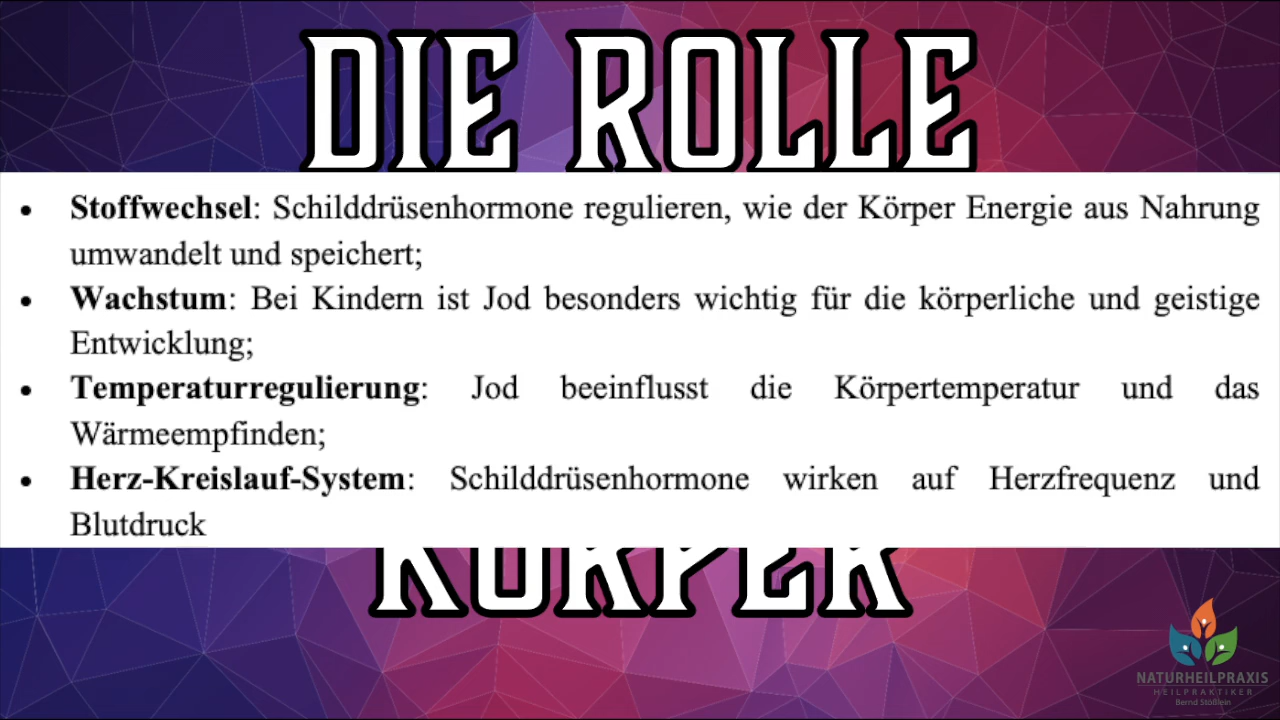 DIE ROLLE
• Stoffwechsel: Schilddrüsenhormone regulieren, wie der Körper Energie aus Nahrung
umwandelt und speichert;
• Wachstum: Bei Kindern ist Jod besonders wichtig für die körperliche und geistige
Entwicklung;
• Temperaturregulierung: Jod beeinflusst die Körpertemperatur und das
Wärmeempfinden;
• Herz-Kreislauf-System: Schilddrüsenhormone wirken auf Herzfrequenz und
Blutdruck
KÖRPER
NATURHEILPRAXIS
HEILPRAKTIKER
Bernd Stößlein